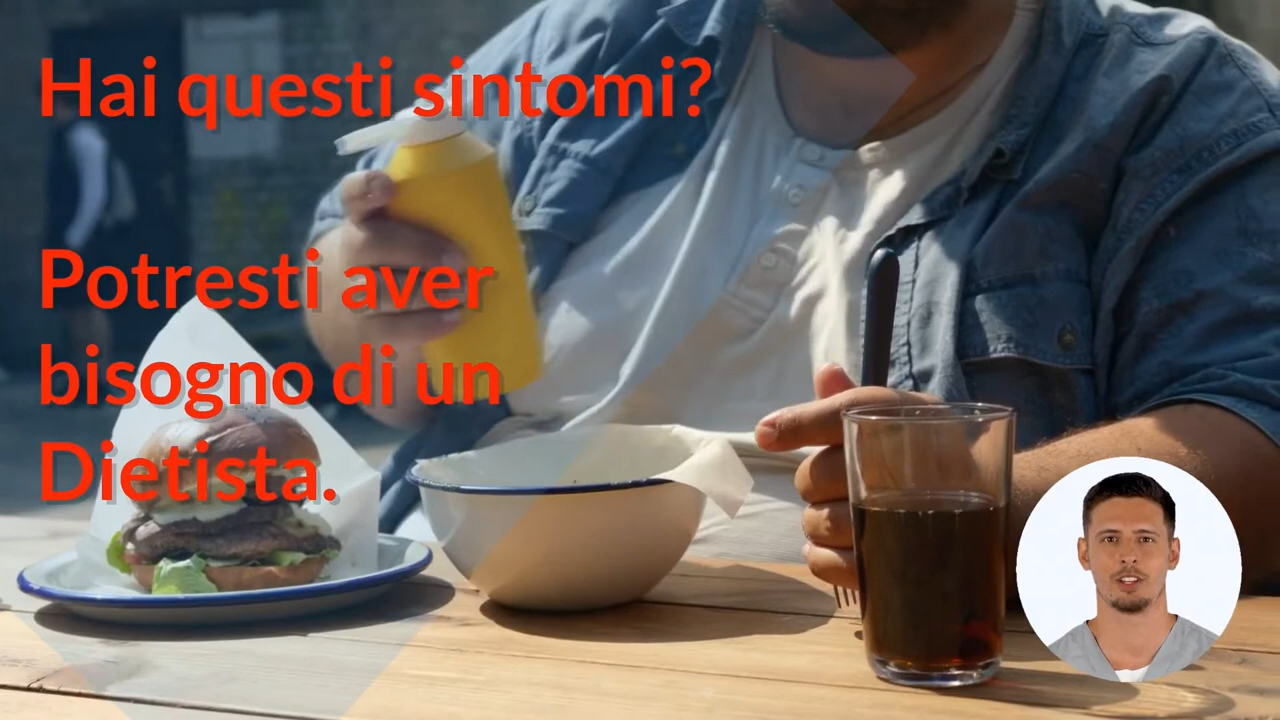 Hai questi sintomi?
Potresti aver
bisogno di un
Dietista.